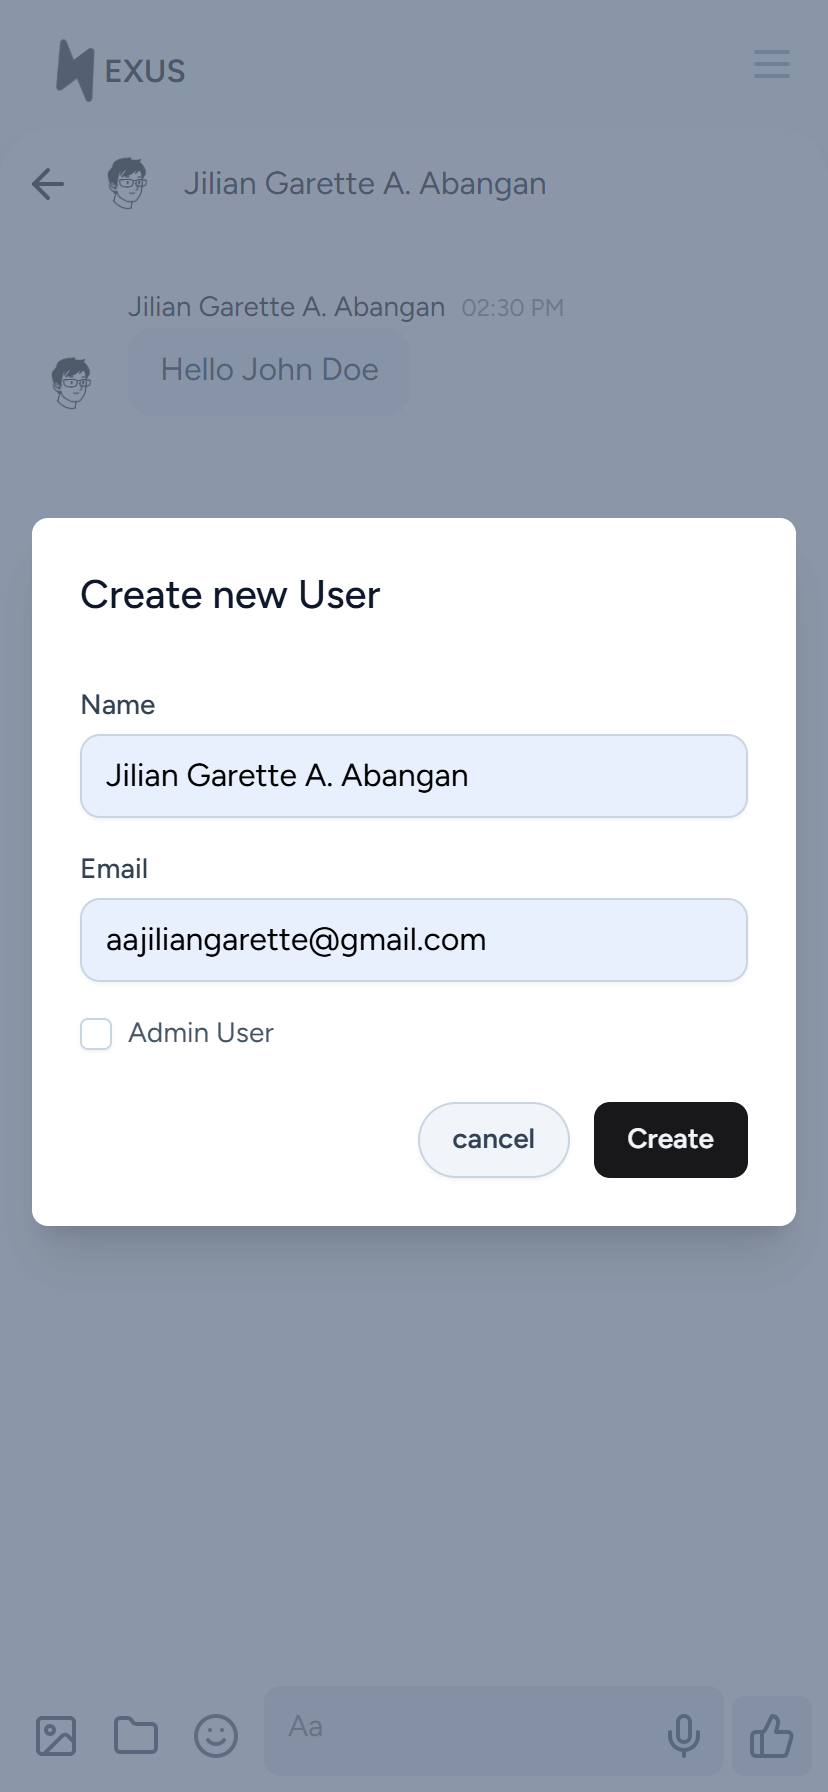 EXUS
Jilian Garette A. Abangan
Jilian Garette A. Abangan 02:30 PM
Hello John Doe
Create new User
Name
Jilian Garette A. Abangan
Email
aajiliangarette@gmail.com
Admin User
cancel Create
Aa